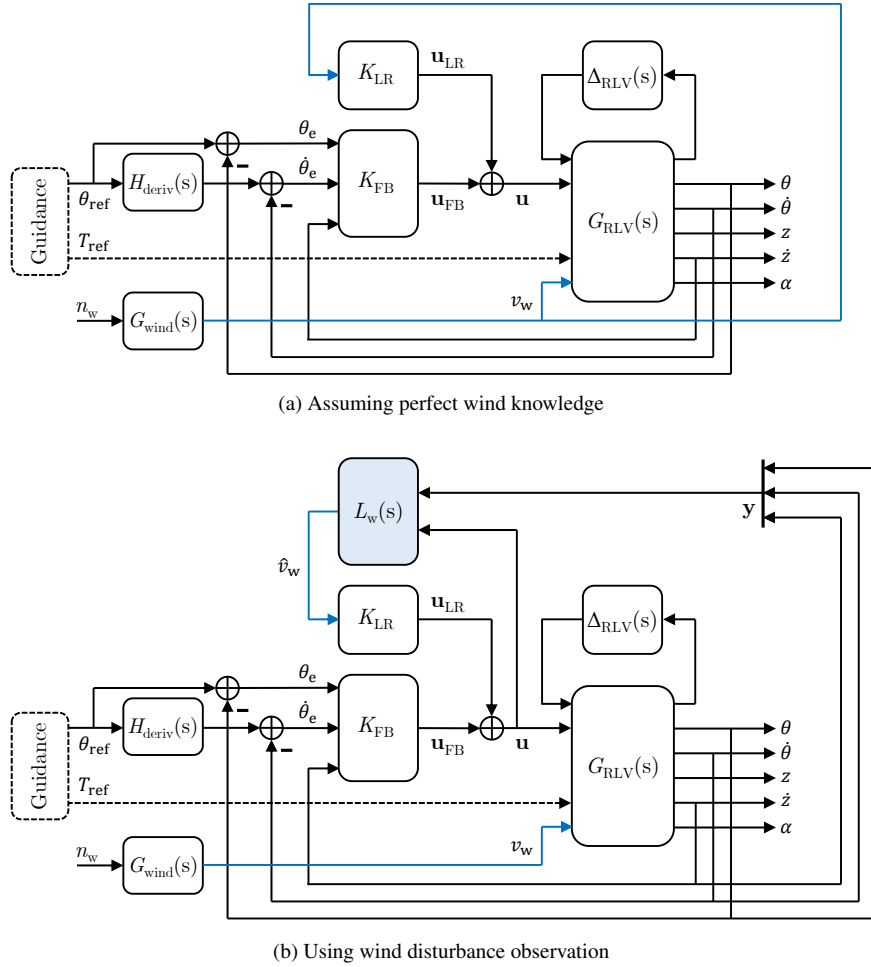 K_LR
u_LR
Δ_RLV(s)
θ_e
θ̇_e
K_FB
u_FB
u
G_RLV(s)
θ
θ̇
z
ż
α
Guidance
θ_ref
H_deriv(s)
T_ref
n_w
G_wind(s)
v_w
(a) Assuming perfect wind knowledge
L_w(s)
y
v̂_w
K_LR
u_LR
Δ_RLV(s)
θ_e
θ̇_e
K_FB
u_FB
u
G_RLV(s)
θ
θ̇
z
ż
α
Guidance
θ_ref
H_deriv(s)
T_ref
n_w
G_wind(s)
v_w
(b) Using wind disturbance observation